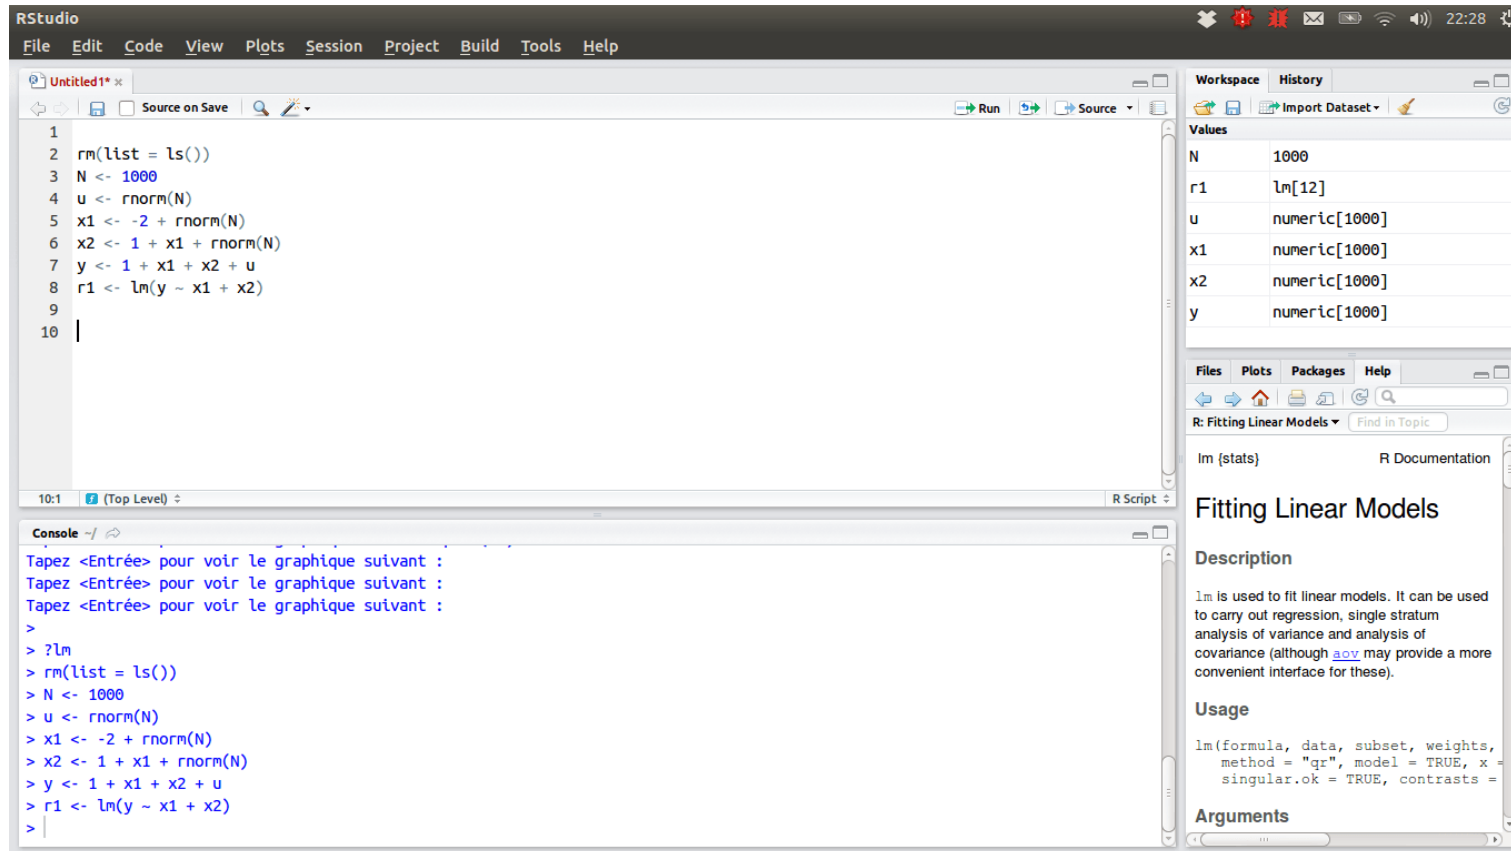 RStudio
22:28
File Edit Code View Plots Session Project Build Tools Help
Untitled1*
Source on Save Run Source
1
2 rm(list = ls())
3 N <- 1000
4 u <- rnorm(N)
5 x1 <- -2 + rnorm(N)
6 x2 <- 1 + x1 + rnorm(N)
7 y <- 1 + x1 + x2 + u
8 r1 <- lm(y ~ x1 + x2)
9
10
10:1 (Top Level) R Script
Console ~/
Tapez <Entrée> pour voir le graphique suivant :
Tapez <Entrée> pour voir le graphique suivant :
Tapez <Entrée> pour voir le graphique suivant :
>
> ?lm
> rm(list = ls())
> N <- 1000
> u <- rnorm(N)
> x1 <- -2 + rnorm(N)
> x2 <- 1 + x1 + rnorm(N)
> y <- 1 + x1 + x2 + u
> r1 <- lm(y ~ x1 + x2)
>
Workspace History
Import Dataset
Values
N 1000
r1 lm[12]
u numeric[1000]
x1 numeric[1000]
x2 numeric[1000]
y numeric[1000]
Files Plots Packages Help
R: Fitting Linear Models Find in Topic
lm {stats} R Documentation
Fitting Linear Models
Description
lm is used to fit linear models. It can be used
to carry out regression, single stratum
analysis of variance and analysis of
covariance (although aov may provide a more
convenient interface for these).
Usage
lm(formula, data, subset, weights,
method = "qr", model = TRUE, x =
singular.ok = TRUE, contrasts =
Arguments